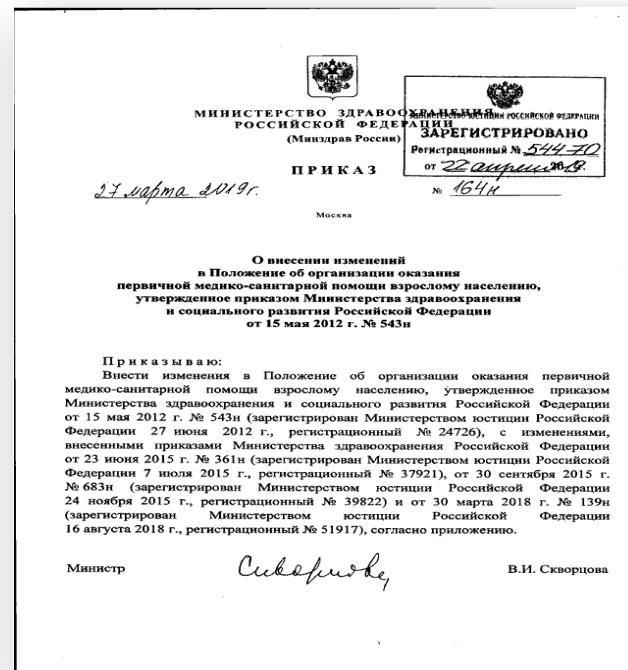 МИНИСТЕРСТВО ЗДРАВООХРАНЕНИЯ
РОССИЙСКОЙ ФЕДЕРАЦИИ
(Минздрав России)
МИНИСТЕРСТВО ЮСТИЦИИ РОССИЙСКОЙ ФЕДЕРАЦИИ
ЗАРЕГИСТРИРОВАНО
Регистрационный № 54470
от 22 апреля 2019.
ПРИКАЗ
27 марта 2019г.
№ 164н
Москва
О внесении изменений
в Положение об организации оказания
первичной медико-санитарной помощи взрослому населению,
утвержденное приказом Министерства здравоохранения
и социального развития Российской Федерации
от 15 мая 2012 г. № 543н
Приказываю:
Внести изменения в Положение об организации оказания первичной
медико-санитарной помощи взрослому населению, утвержденное приказом
Министерства здравоохранения и социального развития Российской Федерации
от 15 мая 2012 г. № 543н (зарегистрирован Министерством юстиции Российской
Федерации 27 июня 2012 г., регистрационный № 24726), с изменениями,
внесенными приказами Министерства здравоохранения Российской Федерации
от 23 июня 2015 г. № 361н (зарегистрирован Министерством юстиции Российской
Федерации 7 июля 2015 г., регистрационный № 37921), от 30 сентября 2015 г.
№ 683н (зарегистрирован Министерством юстиции Российской Федерации
24 ноября 2015 г., регистрационный № 39822) и от 30 марта 2018 г. № 139н
(зарегистрирован Министерством юстиции Российской Федерации
16 августа 2018 г., регистрационный № 51917), согласно приложению.
Министр
В.И. Скворцова